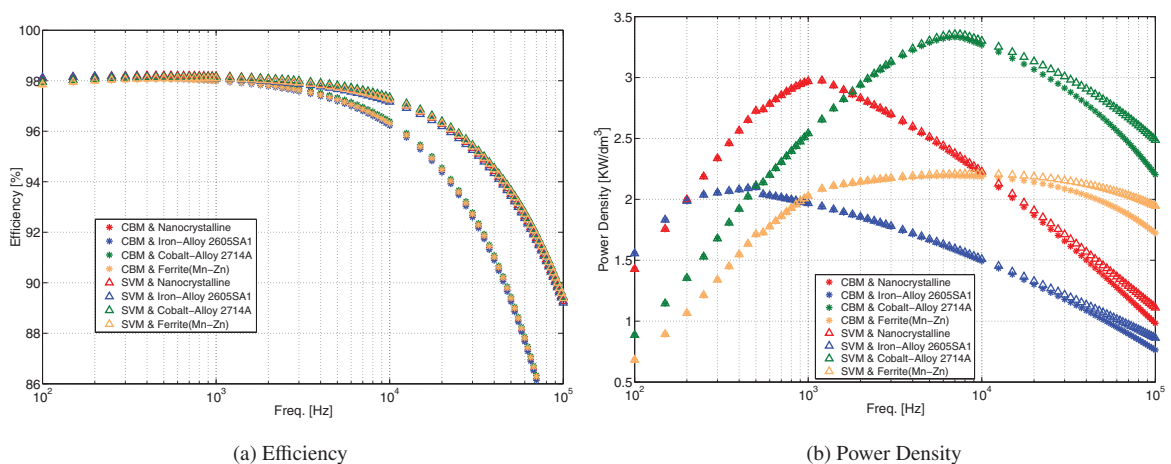 100
98
96
94
92
90
88
86
Efficiency [%]
CBM & Nanocrystalline
CBM & Iron-Alloy 2605SA1
CBM & Cobalt-Alloy 2714A
CBM & Ferrite(Mn-Zn)
SVM & Nanocrystalline
SVM & Iron-Alloy 2605SA1
SVM & Cobalt-Alloy 2714A
SVM & Ferrite(Mn-Zn)
10^2 10^3 10^4 10^5
Freq. [Hz]
(a) Efficiency
3.5
3
2.5
2
1.5
1
0.5
Power Density [KW/dm^3]
CBM & Nanocrystalline
CBM & Iron-Alloy 2605SA1
CBM & Cobalt-Alloy 2714A
CBM & Ferrite(Mn-Zn)
SVM & Nanocrystalline
SVM & Iron-Alloy 2605SA1
SVM & Cobalt-Alloy 2714A
SVM & Ferrite(Mn-Zn)
10^2 10^3 10^4 10^5
Freq. [Hz]
(b) Power Density